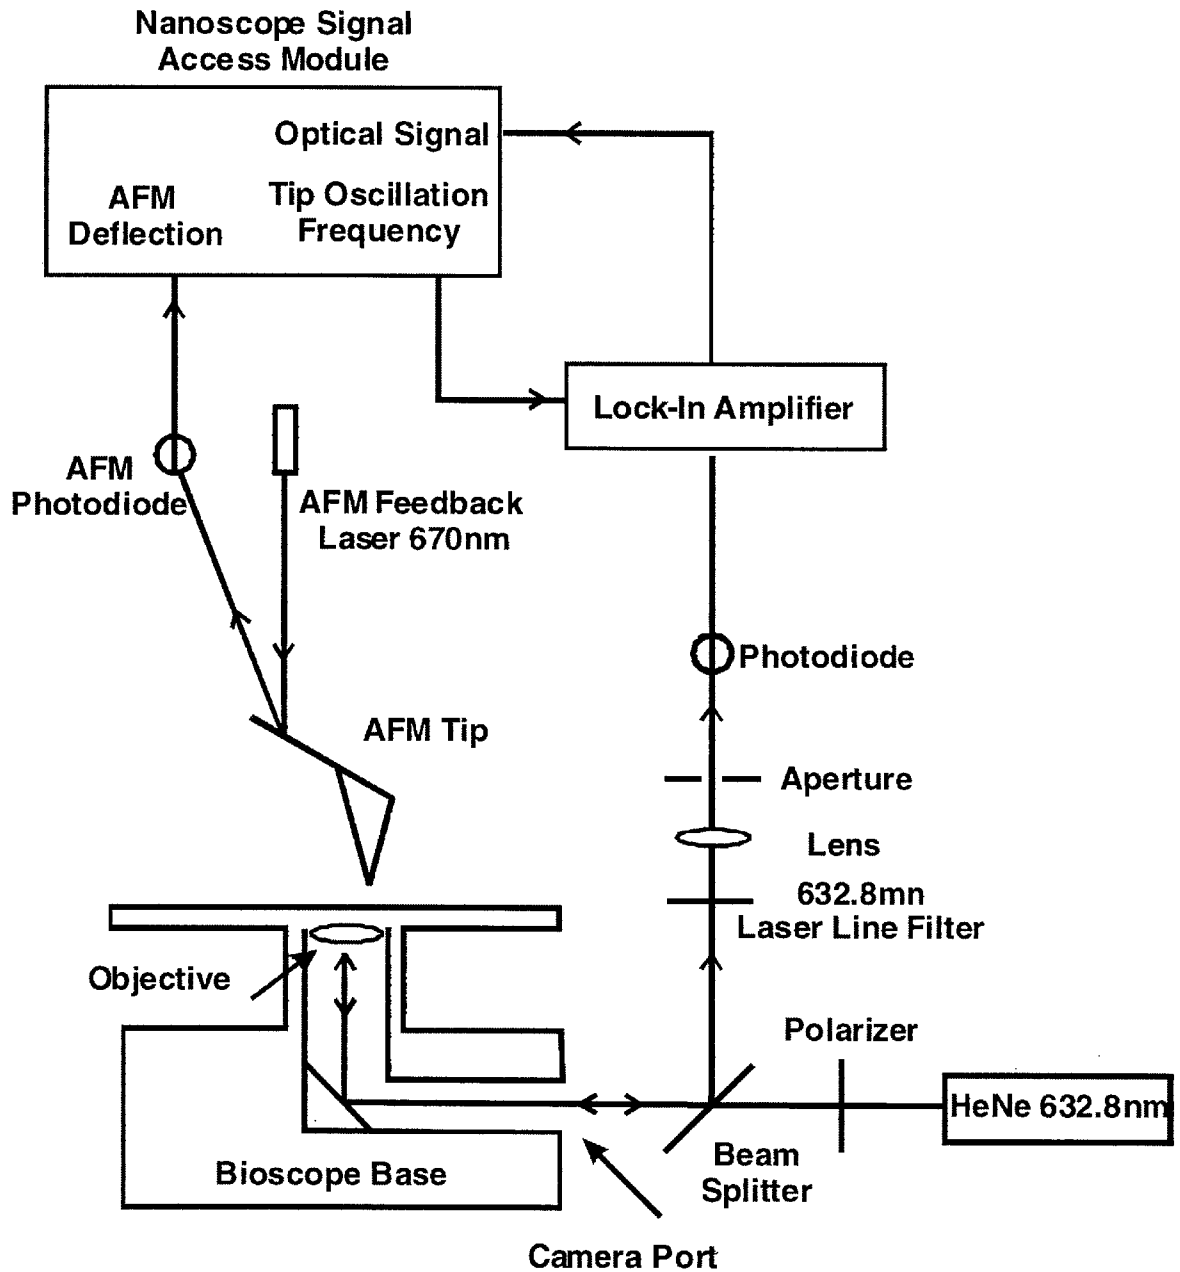 Nanoscope Signal
Access Module
Optical Signal
AFM
Deflection
Tip Oscillation
Frequency
Lock-In Amplifier
AFM
Photodiode
AFM Feedback
Laser 670nm
Photodiode
AFM Tip
Aperture
Lens
632.8mn
Laser Line Filter
Objective
Polarizer
HeNe 632.8nm
Beam
Splitter
Bioscope Base
Camera Port